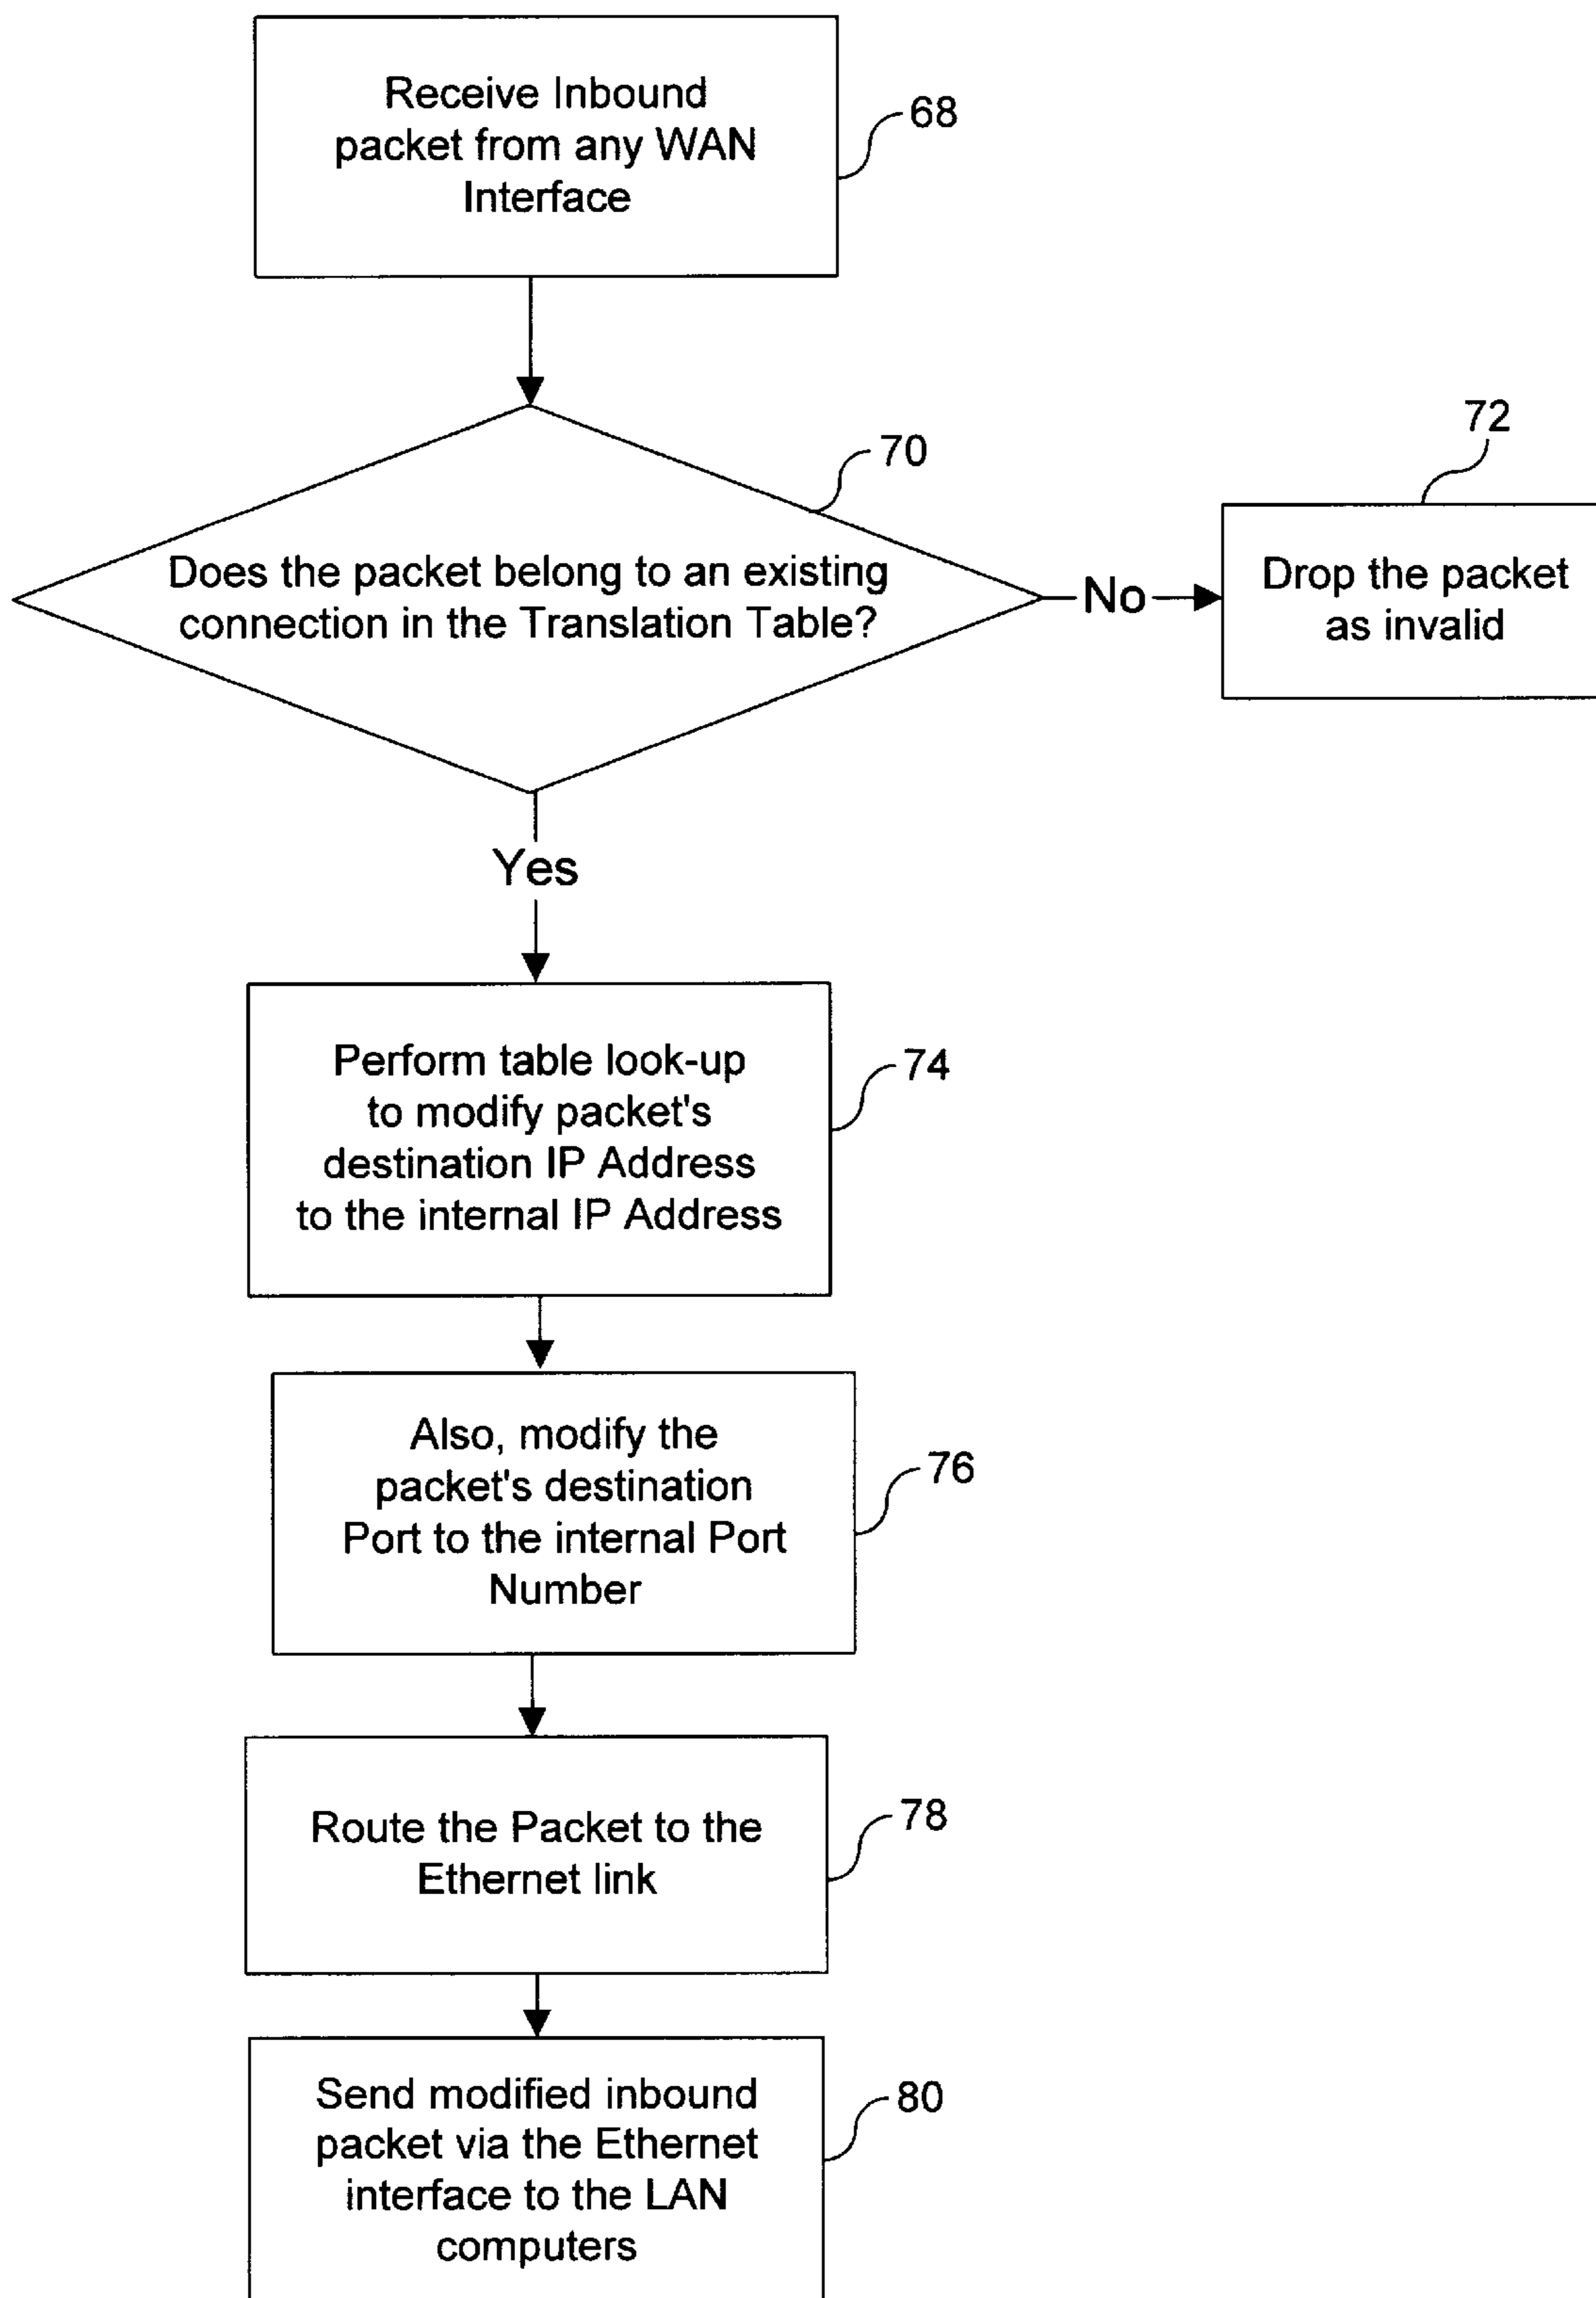 Receive Inbound
packet from any WAN
Interface
68
70
72
Does the packet belong to an existing
connection in the Translation Table?
No
Drop the packet
as invalid
Yes
Perform table look-up
to modify packet's
destination IP Address
to the internal IP Address
74
Also, modify the
packet's destination
Port to the internal Port
Number
76
Route the Packet to the
Ethernet link
78
Send modified inbound
packet via the Ethernet
interface to the LAN
computers
80